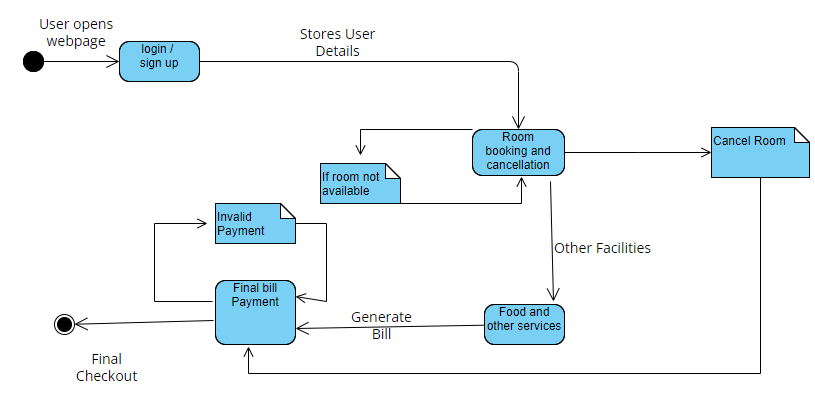 User opens
webpage
login /
sign up
Stores User
Details
Room
booking and
cancellation
Cancel Room
If room not
available
Invalid
Payment
Other Facilities
Final bill
Payment
Generate
Bill
Food and
other services
Final
Checkout